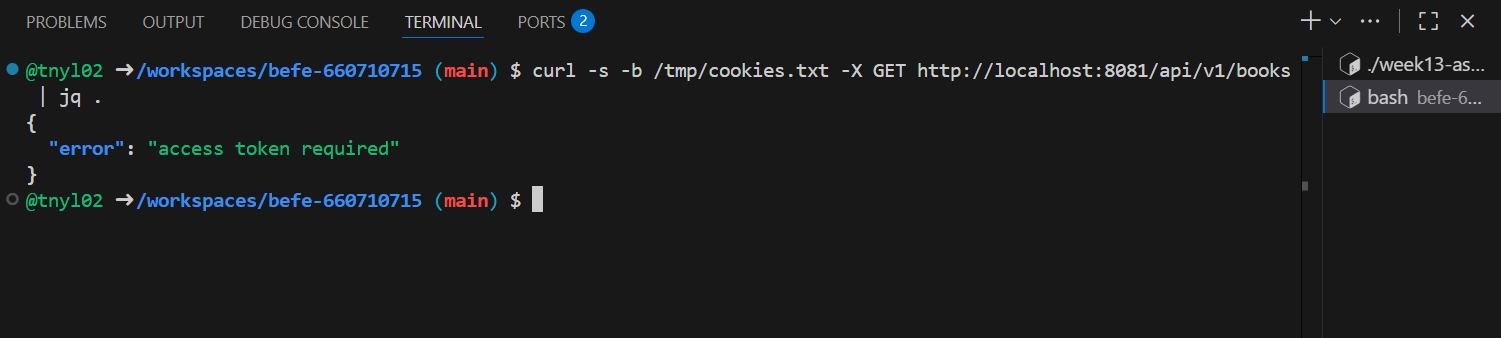 PROBLEMS OUTPUT DEBUG CONSOLE TERMINAL PORTS 2
@tnyl02 ➜/workspaces/befe-660710715 (main) $ curl -s -b /tmp/cookies.txt -X GET http://localhost:8081/api/v1/books
| jq .
{
"error": "access token required"
}
@tnyl02 ➜/workspaces/befe-660710715 (main) $
./week13-as...
bash befe-6...